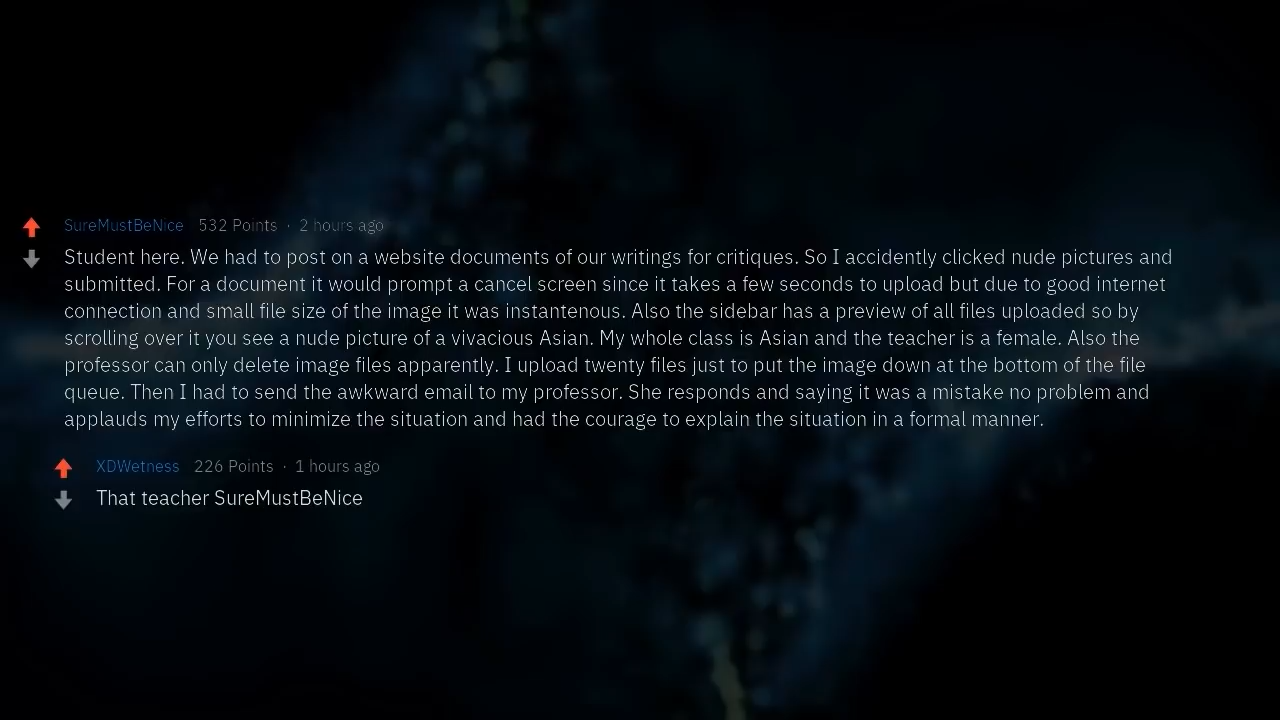 SureMustBeNice 532 Points · 2 hours ago
Student here. We had to post on a website documents of our writings for critiques. So I accidently clicked nude pictures and
submitted. For a document it would prompt a cancel screen since it takes a few seconds to upload but due to good internet
connection and small file size of the image it was instantenous. Also the sidebar has a preview of all files uploaded so by
scrolling over it you see a nude picture of a vivacious Asian. My whole class is Asian and the teacher is a female. Also the
professor can only delete image files apparently. I upload twenty files just to put the image down at the bottom of the file
queue. Then I had to send the awkward email to my professor. She responds and saying it was a mistake no problem and
applauds my efforts to minimize the situation and had the courage to explain the situation in a formal manner.
XDWetness 226 Points · 1 hours ago
That teacher SureMustBeNice